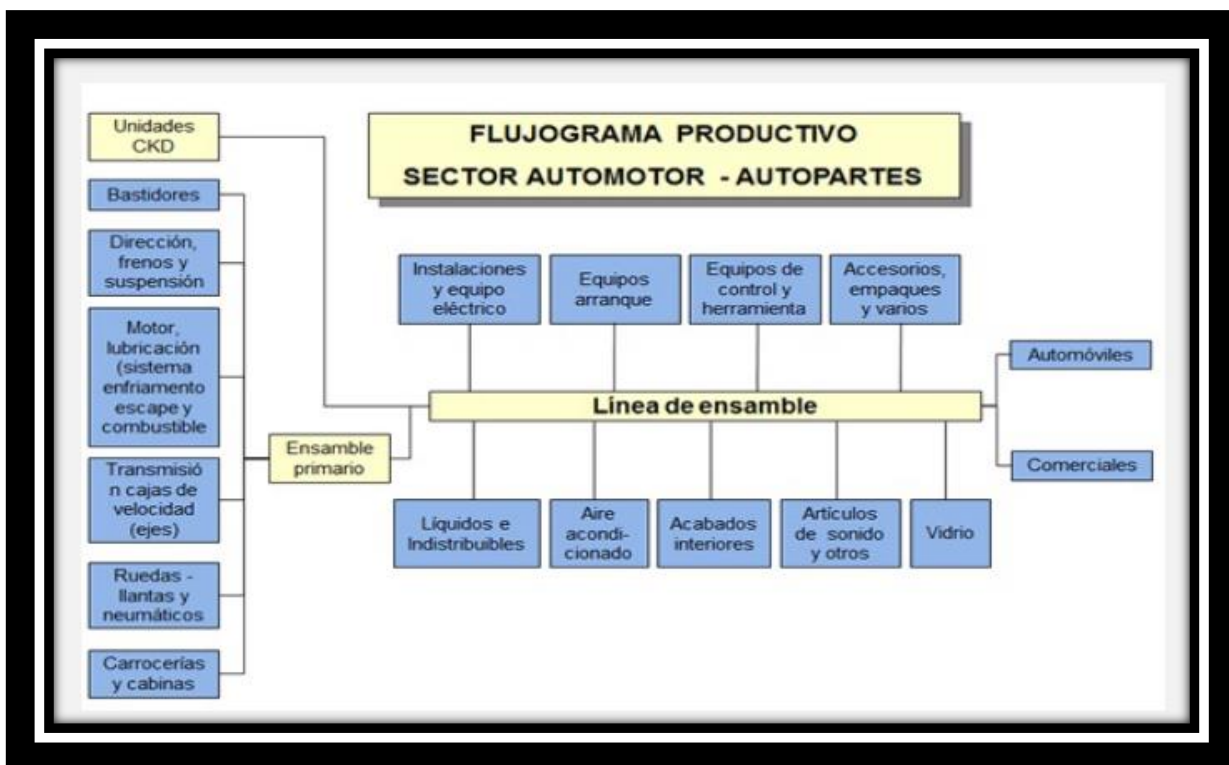 FLUJOGRAMA PRODUCTIVO
SECTOR AUTOMOTOR - AUTOPARTES
Unidades
CKD
Bastidores
Dirección,
frenos y
suspensión
Motor,
lubricación
(sistema
enfriamento
escape y
combustible
Transmisió
n cajas de
velocidad
(ejes)
Ruedas -
llantas y
neumáticos
Carrocerías
y cabinas
Ensamble
primario
Instalaciones
y equipo
eléctrico
Equipos
arranque
Equipos de
control y
herramienta
Accesorios,
empaques
y varios
Línea de ensamble
Líquidos e
Indistribuibles
Aire
acondi-
cionado
Acabados
interiores
Artículos
de sonido
y otros
Vidrio
Automóviles
Comerciales